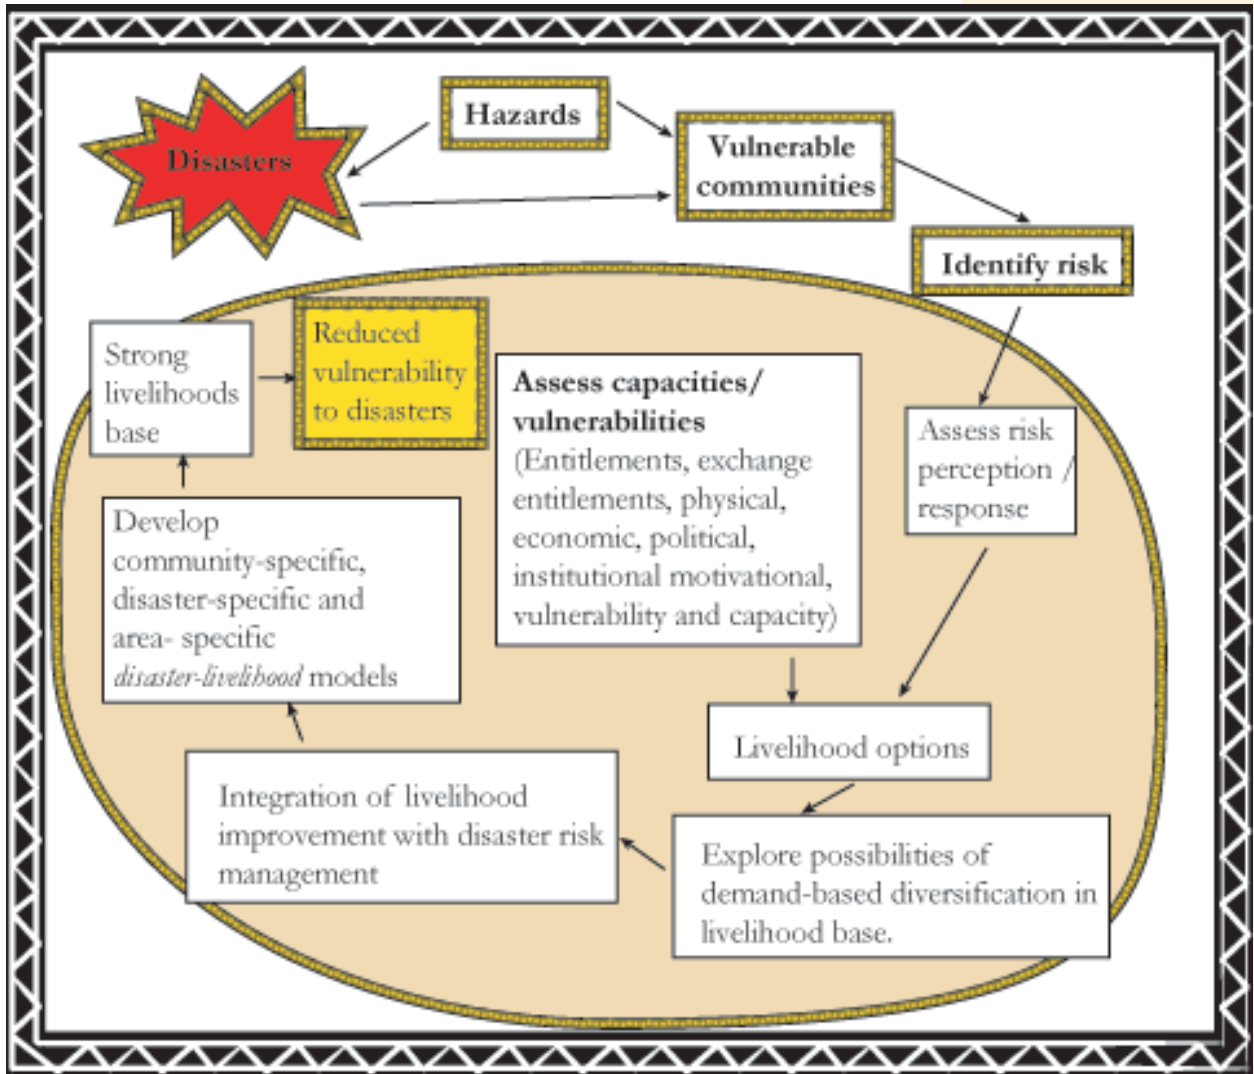 Hazards
Disasters
Vulnerable
communities
Identify risk
Strong
livelihoods
base
Reduced
vulnerability
to disasters
Assess capacities/
vulnerabilities
(Entitlements, exchange
entitlements, physical,
economic, political,
institutional motivational,
vulnerability and capacity)
Assess risk
perception /
response
Develop
community-specific,
disaster-specific and
area- specific
disaster-livelihood models
Livelihood options
Integration of livelihood
improvement with disaster risk
management
Explore possibilities of
demand-based diversification in
livelihood base.